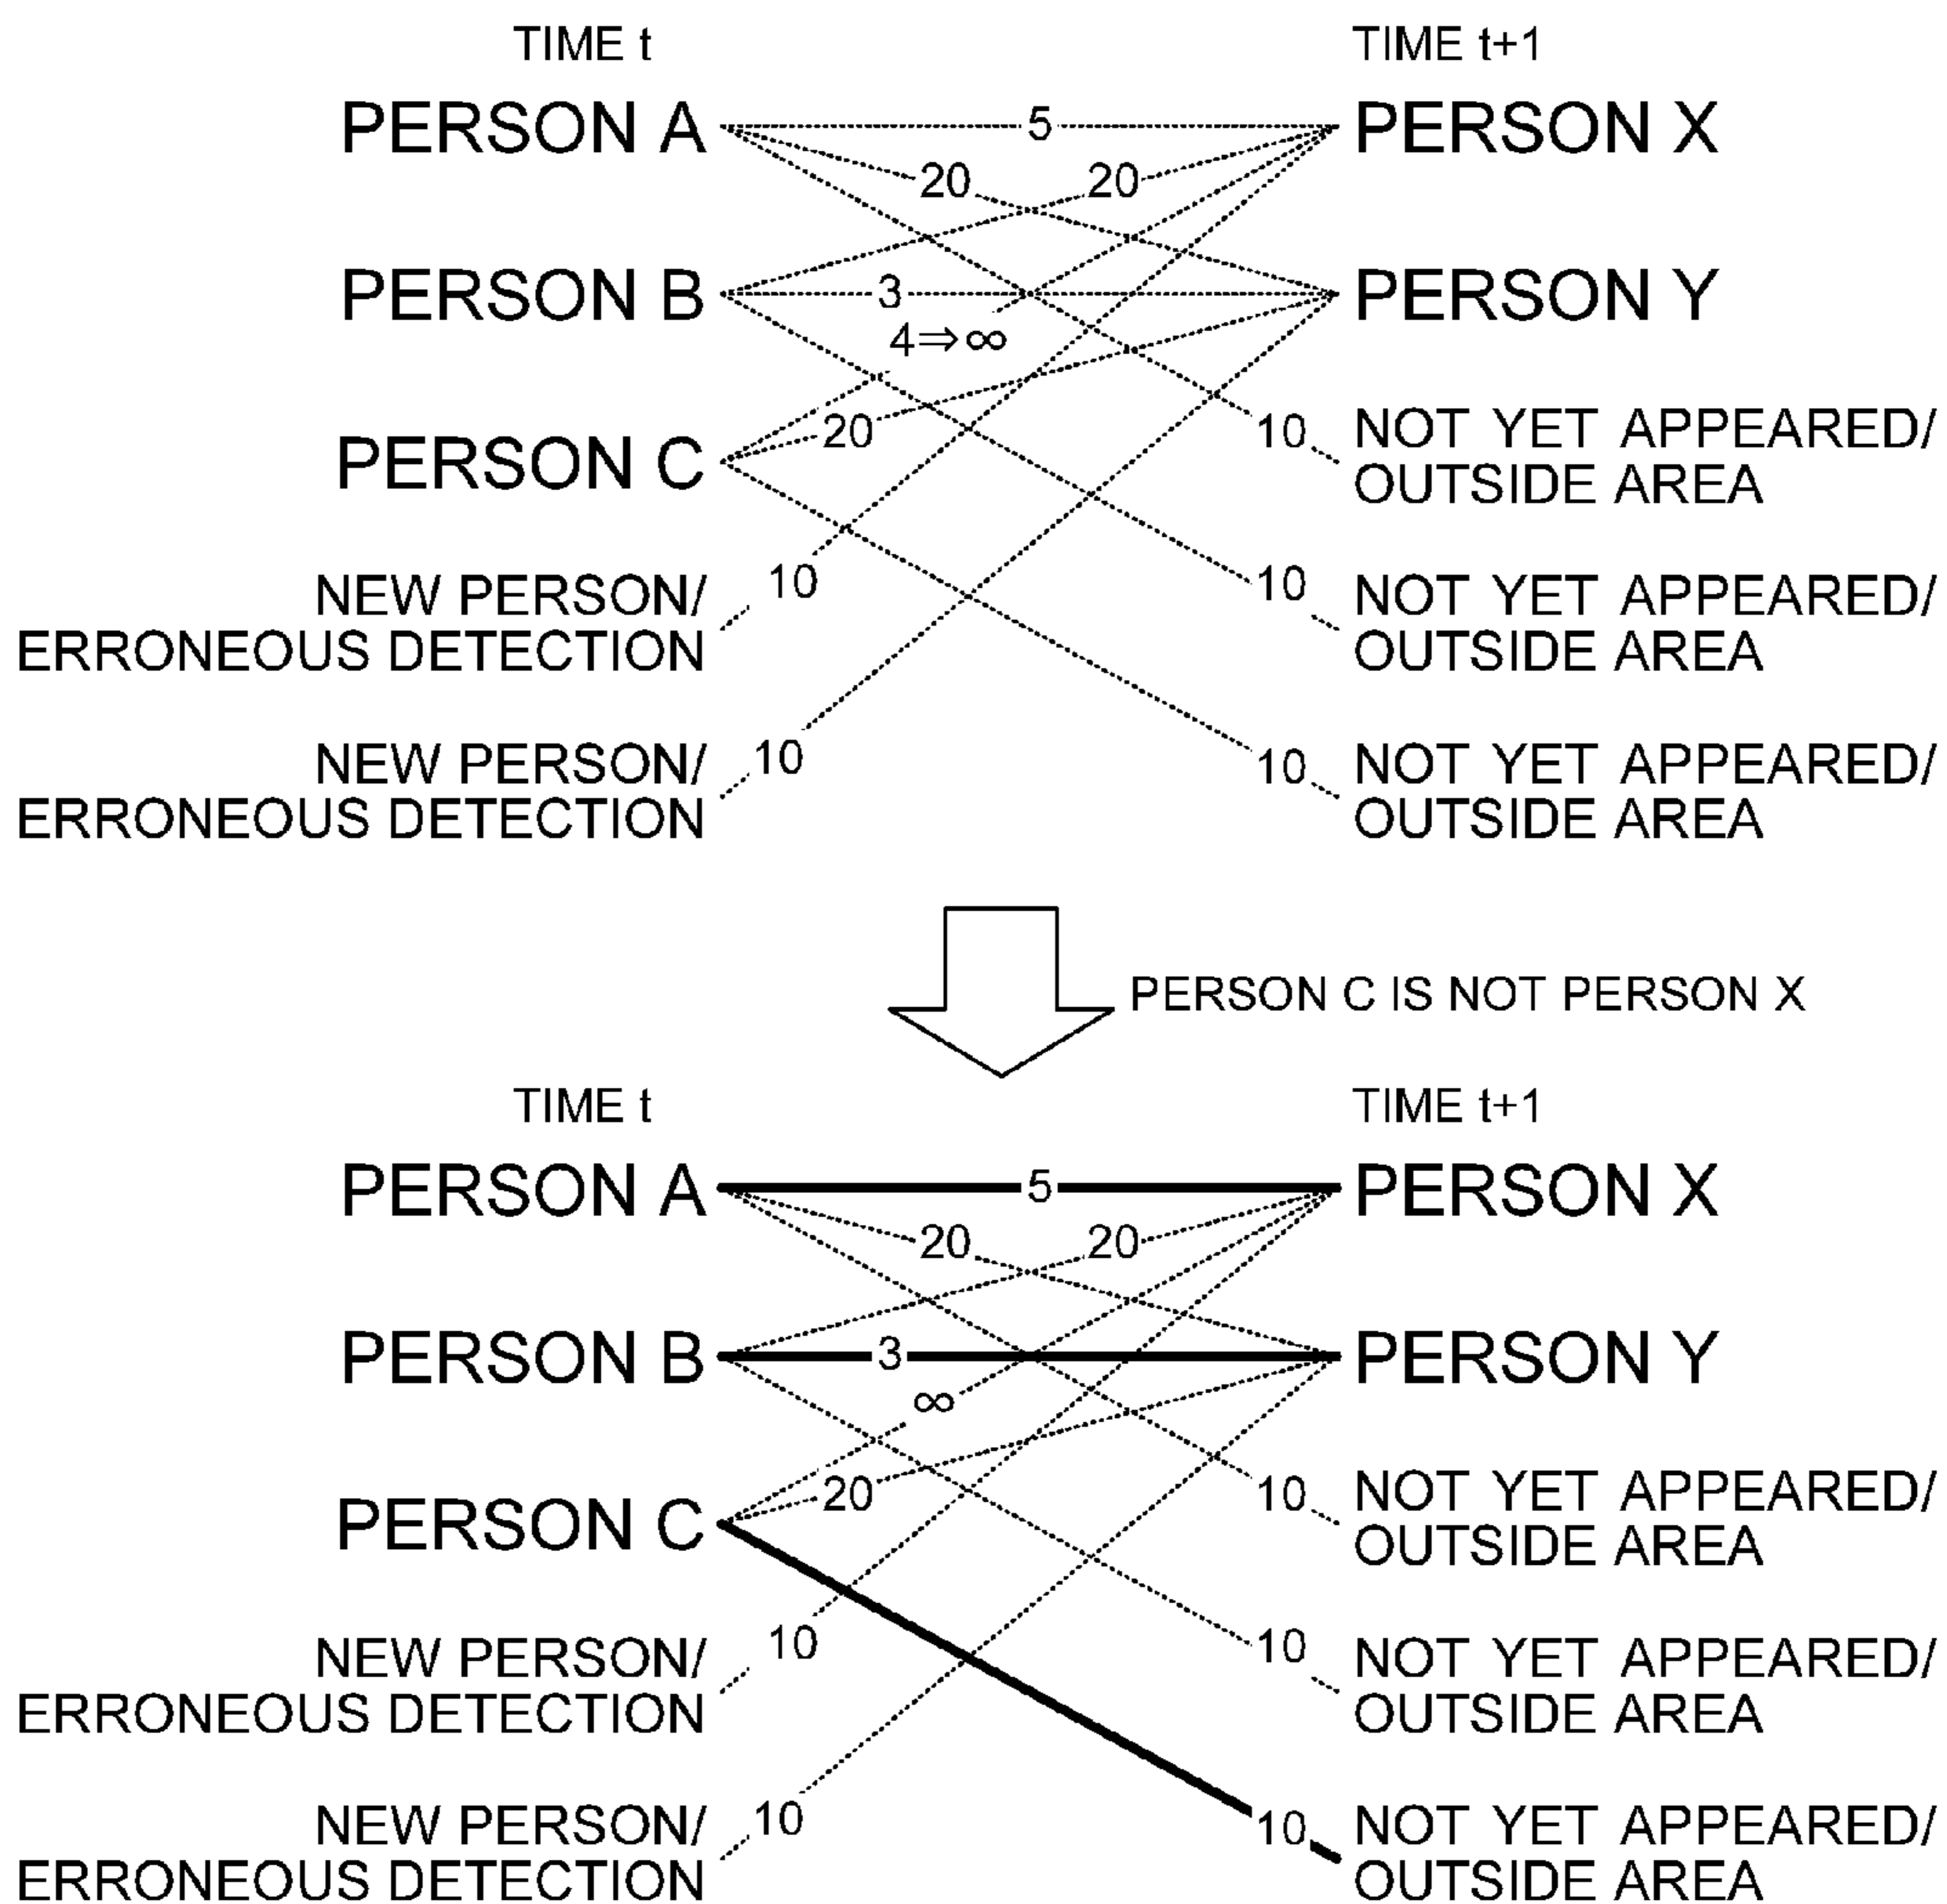 TIME t TIME t+1
PERSON A 5 PERSON X
20 20
PERSON B 3 PERSON Y
4⇒∞
PERSON C 20 10 NOT YET APPEARED/
OUTSIDE AREA
NEW PERSON/ 10 10 NOT YET APPEARED/
ERRONEOUS DETECTION OUTSIDE AREA
NEW PERSON/ 10 10 NOT YET APPEARED/
ERRONEOUS DETECTION OUTSIDE AREA
PERSON C IS NOT PERSON X
TIME t TIME t+1
PERSON A 5 PERSON X
20 20
PERSON B 3 PERSON Y
∞
PERSON C 20 10 NOT YET APPEARED/
OUTSIDE AREA
NEW PERSON/ 10 10 NOT YET APPEARED/
ERRONEOUS DETECTION OUTSIDE AREA
NEW PERSON/ 10 10 NOT YET APPEARED/
ERRONEOUS DETECTION OUTSIDE AREA